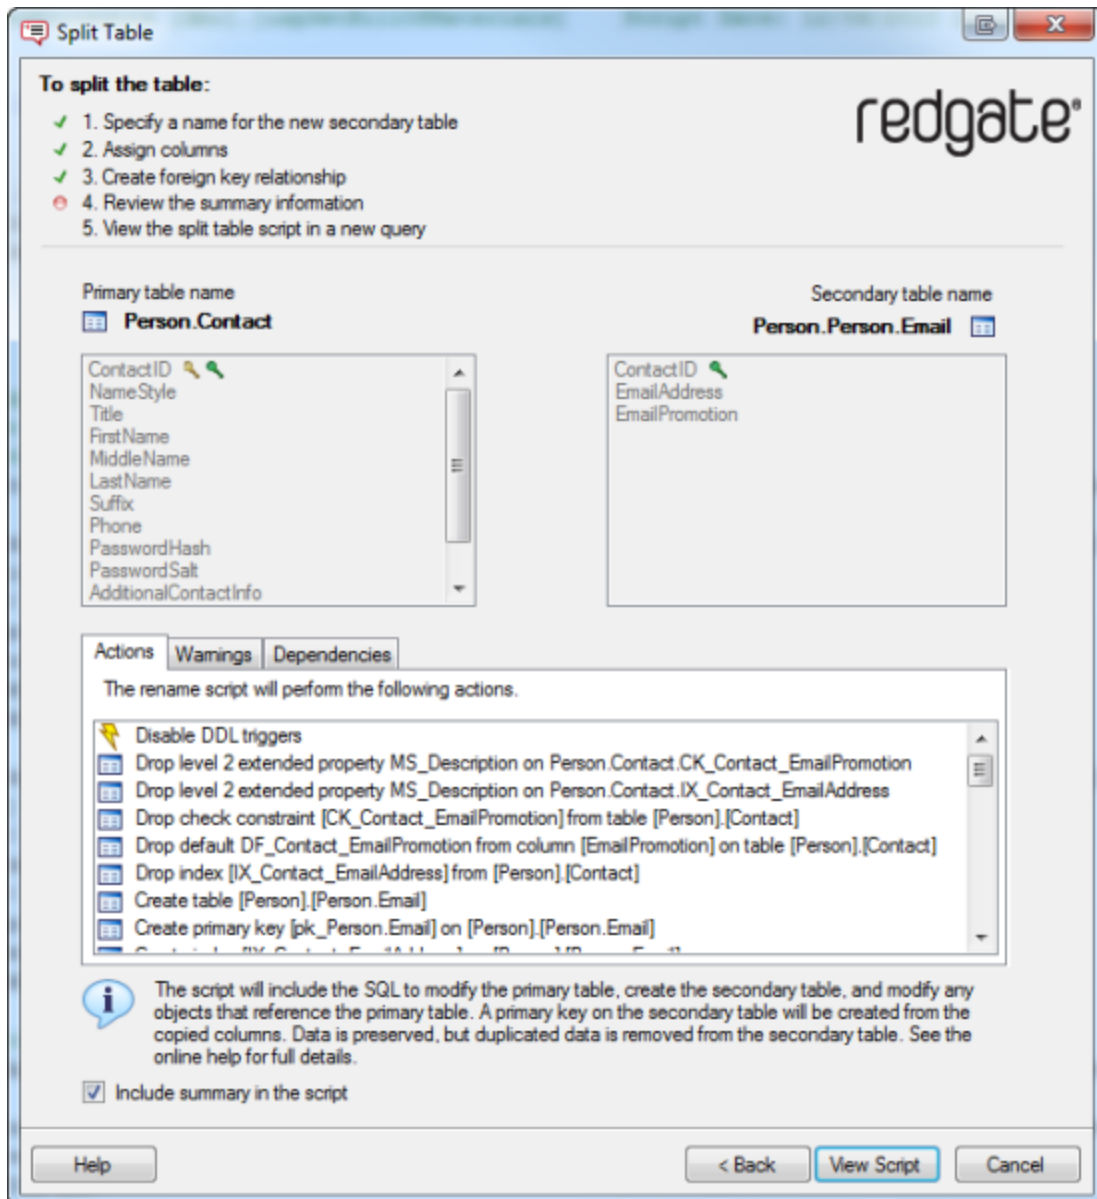 Split Table
To split the table:
redgate
1. Specify a name for the new secondary table
2. Assign columns
3. Create foreign key relationship
4. Review the summary information
5. View the split table script in a new query
Primary table name
Person.Contact
Secondary table name
Person.Person.Email
ContactID
NameStyle
Title
FirstName
MiddleName
LastName
Suffix
Phone
PasswordHash
PasswordSalt
AdditionalContactInfo
ContactID
EmailAddress
EmailPromotion
Actions Warnings Dependencies
The rename script will perform the following actions.
Disable DDL triggers
Drop level 2 extended property MS_Description on Person.Contact.CK_Contact_EmailPromotion
Drop level 2 extended property MS_Description on Person.Contact.IX_Contact_EmailAddress
Drop check constraint [CK_Contact_EmailPromotion] from table [Person].[Contact]
Drop default DF_Contact_EmailPromotion from column [EmailPromotion] on table [Person].[Contact]
Drop index [IX_Contact_EmailAddress] from [Person].[Contact]
Create table [Person].[Person.Email]
Create primary key [pk_Person.Email] on [Person].[Person.Email]
The script will include the SQL to modify the primary table, create the secondary table, and modify any
objects that reference the primary table. A primary key on the secondary table will be created from the
copied columns. Data is preserved, but duplicated data is removed from the secondary table. See the
online help for full details.
Include summary in the script
Help
< Back
View Script
Cancel